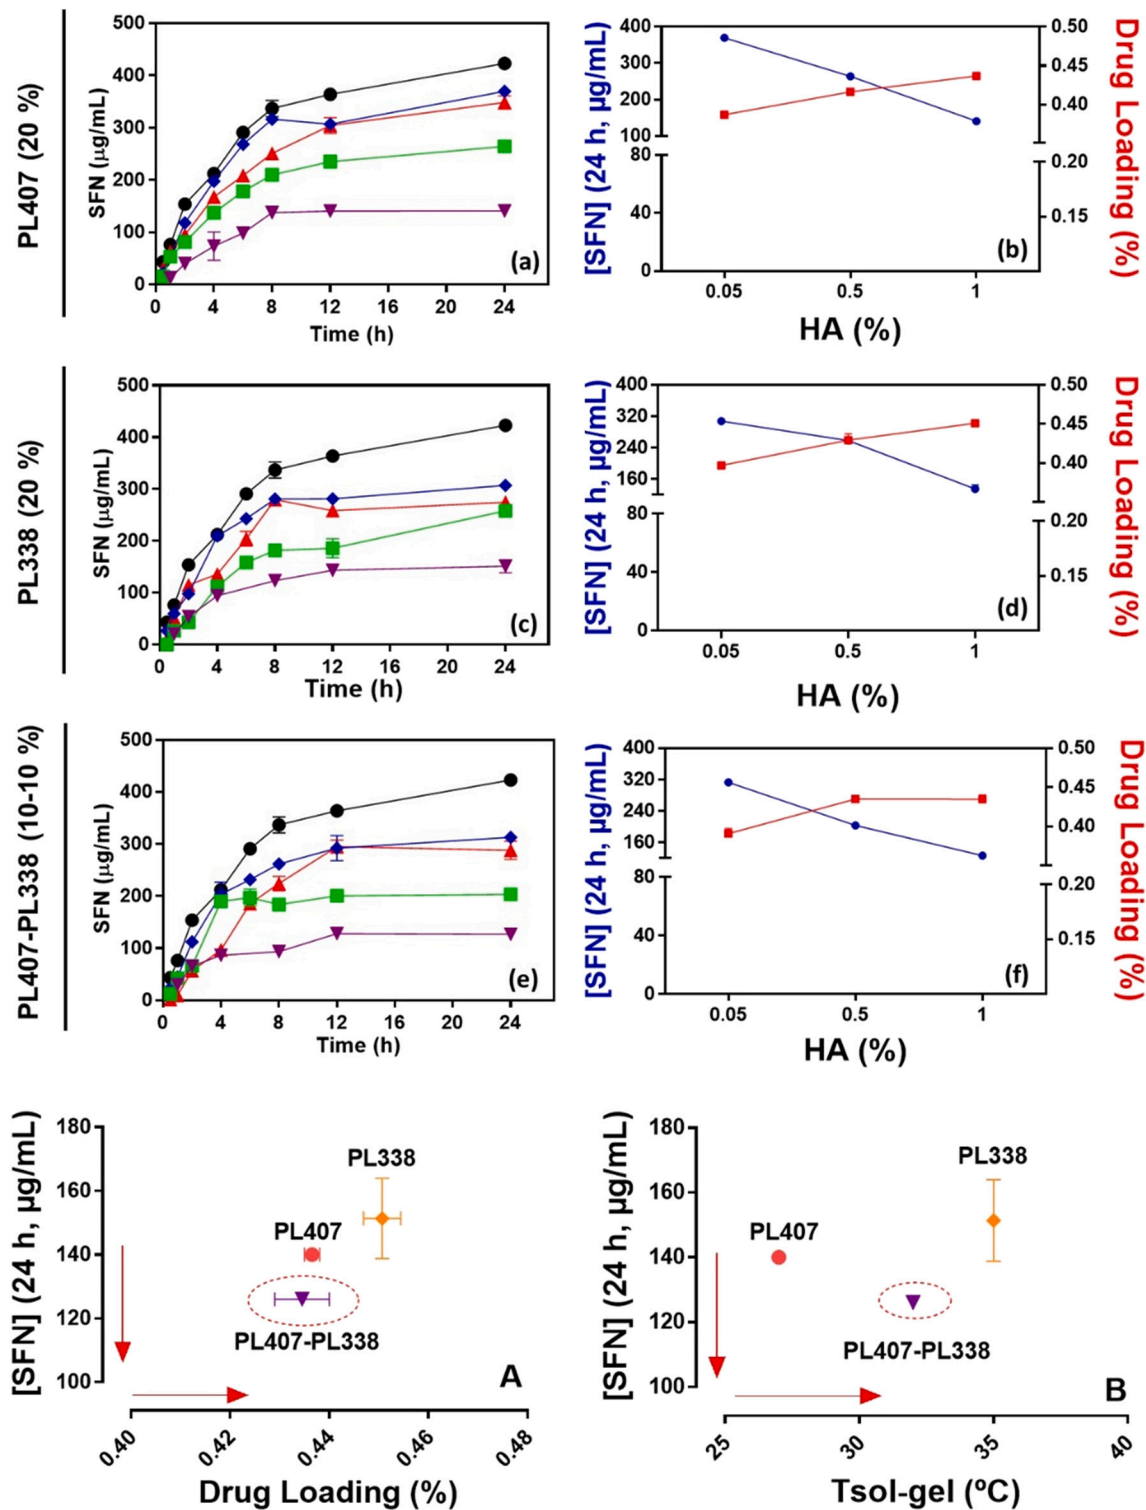 PL407 (20 %)
SFN (µg/mL)
500
400
300
200
100
0
0 4 8 12 16 20 24
Time (h)
(a)
[SFN] (24 h, µg/mL)
400
300
200
100
80
40
0
0.05 0.5 1
HA (%)
0.50
0.45
0.40
0.20
0.15
Drug Loading (%)
(b)
PL338 (20 %)
SFN (µg/mL)
500
400
300
200
100
0
0 4 8 12 16 20 24
Time (h)
(c)
[SFN] (24 h, µg/mL)
400
320
240
160
80
40
0
0.05 0.5 1
HA (%)
0.50
0.45
0.40
0.20
0.15
Drug Loading (%)
(d)
PL407-PL338 (10-10 %)
SFN (µg/mL)
500
400
300
200
100
0
0 4 8 12 16 20 24
Time (h)
(e)
[SFN] (24 h, µg/mL)
400
320
240
160
80
40
0
0.05 0.5 1
HA (%)
0.50
0.45
0.40
0.20
0.15
Drug Loading (%)
(f)
[SFN] (24 h, µg/mL)
180
160
140
120
100
PL338
PL407
PL407-PL338
A
0.40 0.42 0.44 0.46 0.48
Drug Loading (%)
[SFN] (24 h, µg/mL)
180
160
140
120
100
PL338
PL407
PL407-PL338
B
25 30 35 40
Tsol-gel (ºC)